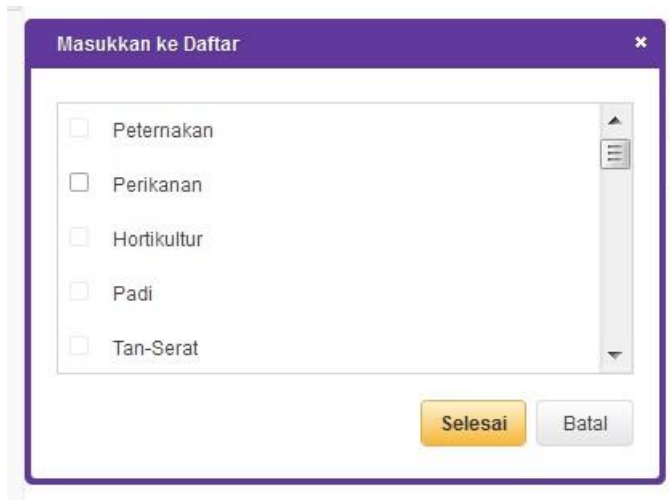 Masukkan ke Daftar
Peternakan
Perikanan
Hortikultur
Padi
Tan-Serat
Selesai Batal